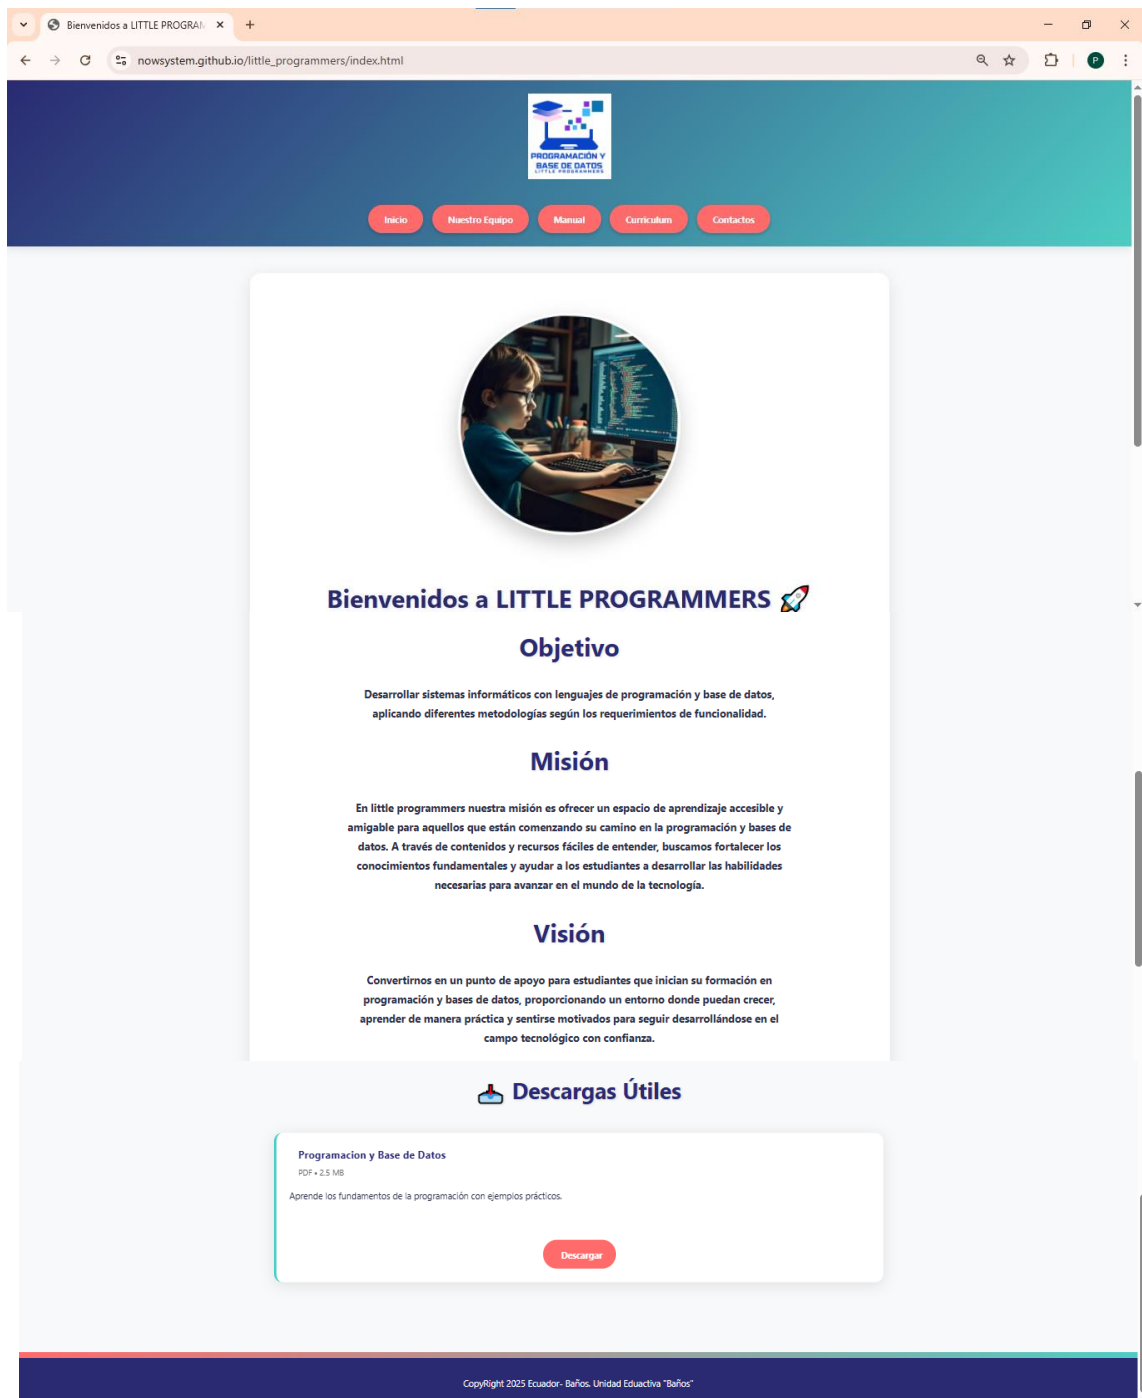 Bienvenidos a LITTLE PROGRAM
nowsystem.github.io/little_programmers/index.html
P
PROGRAMACIÓN Y
BASE DE DATOS
LITTLE PROGRAMMERS
Inicio
Nuestro Equipo
Manual
Curriculum
Contactos
Bienvenidos a LITTLE PROGRAMMERS 🚀
Objetivo
Desarrollar sistemas informáticos con lenguajes de programación y base de datos,
aplicando diferentes metodologías según los requerimientos de funcionalidad.
Misión
En little programmers nuestra misión es ofrecer un espacio de aprendizaje accesible y
amigable para aquellos que están comenzando su camino en la programación y bases de
datos. A través de contenidos y recursos fáciles de entender, buscamos fortalecer los
conocimientos fundamentales y ayudar a los estudiantes a desarrollar las habilidades
necesarias para avanzar en el mundo de la tecnología.
Visión
Convertirnos en un punto de apoyo para estudiantes que inician su formación en
programación y bases de datos, proporcionando un entorno donde puedan crecer,
aprender de manera práctica y sentirse motivados para seguir desarrollándose en el
campo tecnológico con confianza.
📥 Descargas Útiles
Programacion y Base de Datos
PDF • 2.5 MB
Aprende los fundamentos de la programación con ejemplos prácticos.
Descargar
CopyRight 2025 Ecuador- Baños. Unidad Eduactiva "Baños"